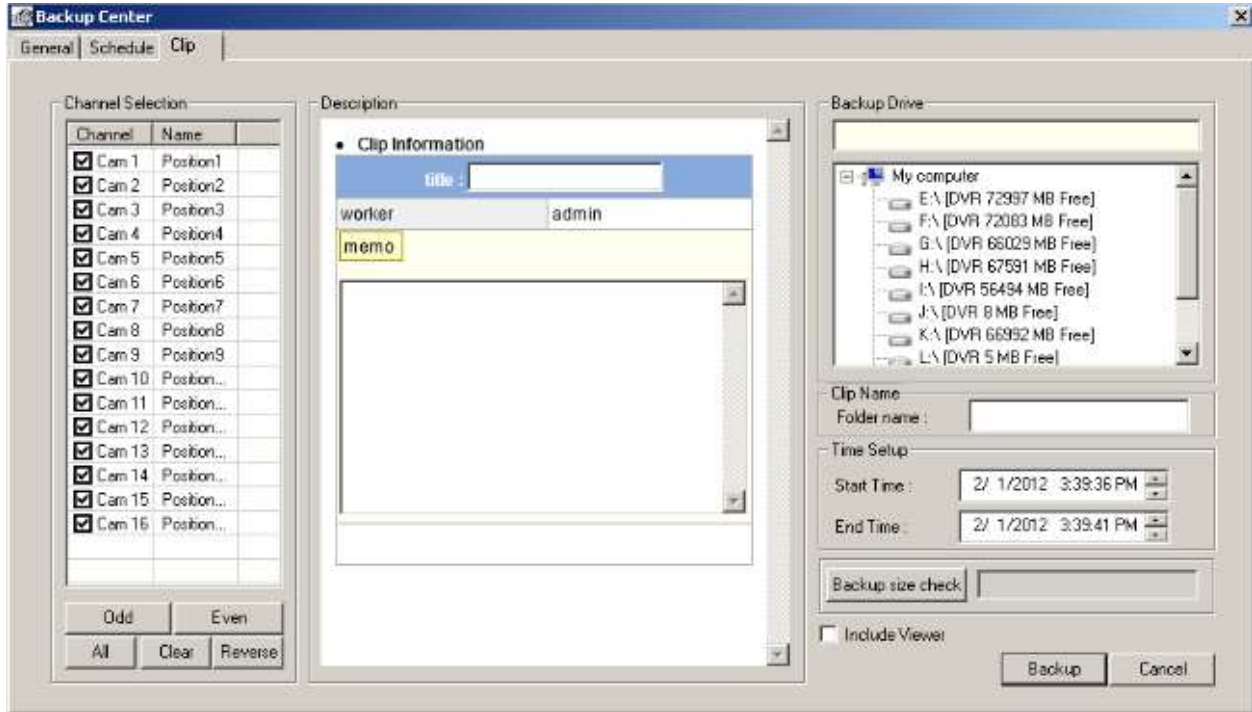 Backup Center
General Schedule Clip
Channel Selection
Channel Name
Cam 1 Position1
Cam 2 Position2
Cam 3 Position3
Cam 4 Position4
Cam 5 Position5
Cam 6 Position6
Cam 7 Position7
Cam 8 Position8
Cam 9 Position9
Cam 10 Position...
Cam 11 Position...
Cam 12 Position...
Cam 13 Position...
Cam 14 Position...
Cam 15 Position...
Cam 16 Position...
Odd Even
All Clear Reverse
Description
• Clip Information
title :
worker admin
memo
Backup Drive
My computer
E:\ [DVR 72997 MB Free]
F:\ [DVR 72083 MB Free]
G:\ [DVR 66029 MB Free]
H:\ [DVR 67591 MB Free]
I:\ [DVR 56494 MB Free]
J:\ [DVR 8 MB Free]
K:\ [DVR 66992 MB Free]
L:\ [DVR 5 MB Free]
Clip Name
Folder name :
Time Setup
Start Time : 2/ 1/2012 3:39:36 PM
End Time : 2/ 1/2012 3:39:41 PM
Backup size check
Include Viewer
Backup Cancel